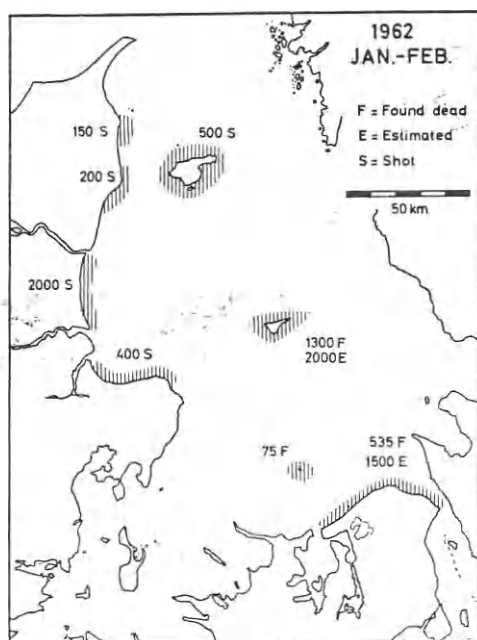 1962
JAN.-FEB.
F = Found dead
E = Estimated
S = Shot
50 km
150 S
500 S
200 S
2000 S
1300 F
2000 E
400 S
75 F
535 F
1500 E